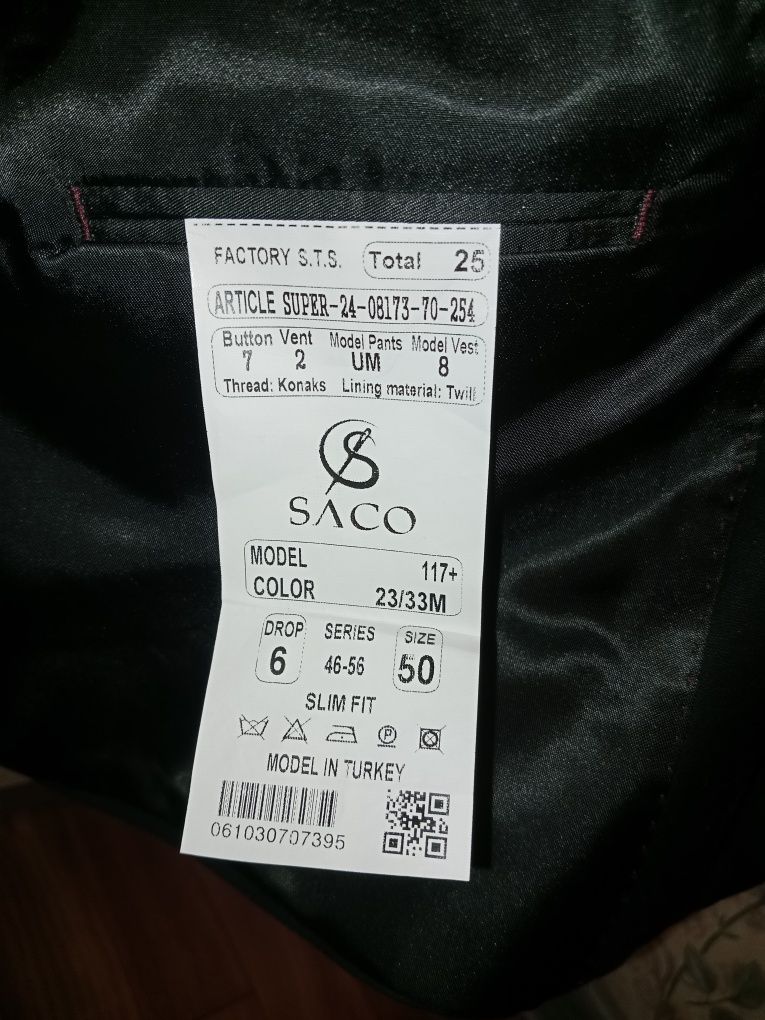 FACTORY S.T.S. Total 25
ARTICLE SUPER-24-08173-70-254
Button Vent Model Pants Model Vest
7 2 UM 8
Thread: Konaks Lining material: Twill
SACO
MODEL 117+
COLOR 23/33M
DROP SERIES SIZE
6 46-56 50
SLIM FIT
P
MODEL IN TURKEY
061030707395